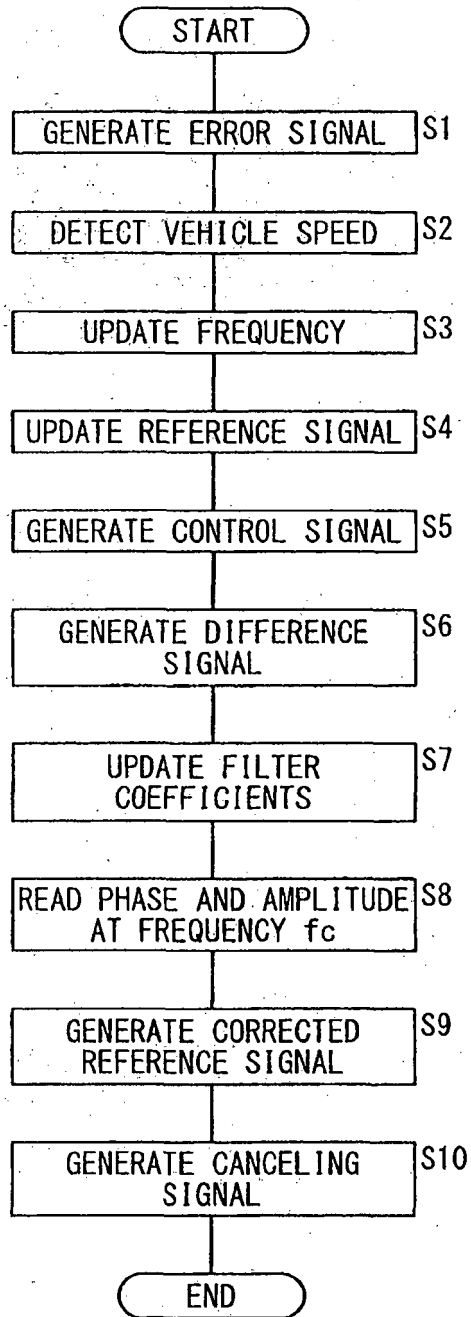 START
GENERATE ERROR SIGNAL S1
DETECT VEHICLE SPEED S2
UPDATE FREQUENCY S3
UPDATE REFERENCE SIGNAL S4
GENERATE CONTROL SIGNAL S5
GENERATE DIFFERENCE S6
SIGNAL
UPDATE FILTER S7
COEFFICIENTS
READ PHASE AND AMPLITUDE S8
AT FREQUENCY fc
GENERATE CORRECTED S9
REFERENCE SIGNAL
GENERATE CANCELING S10
SIGNAL
END